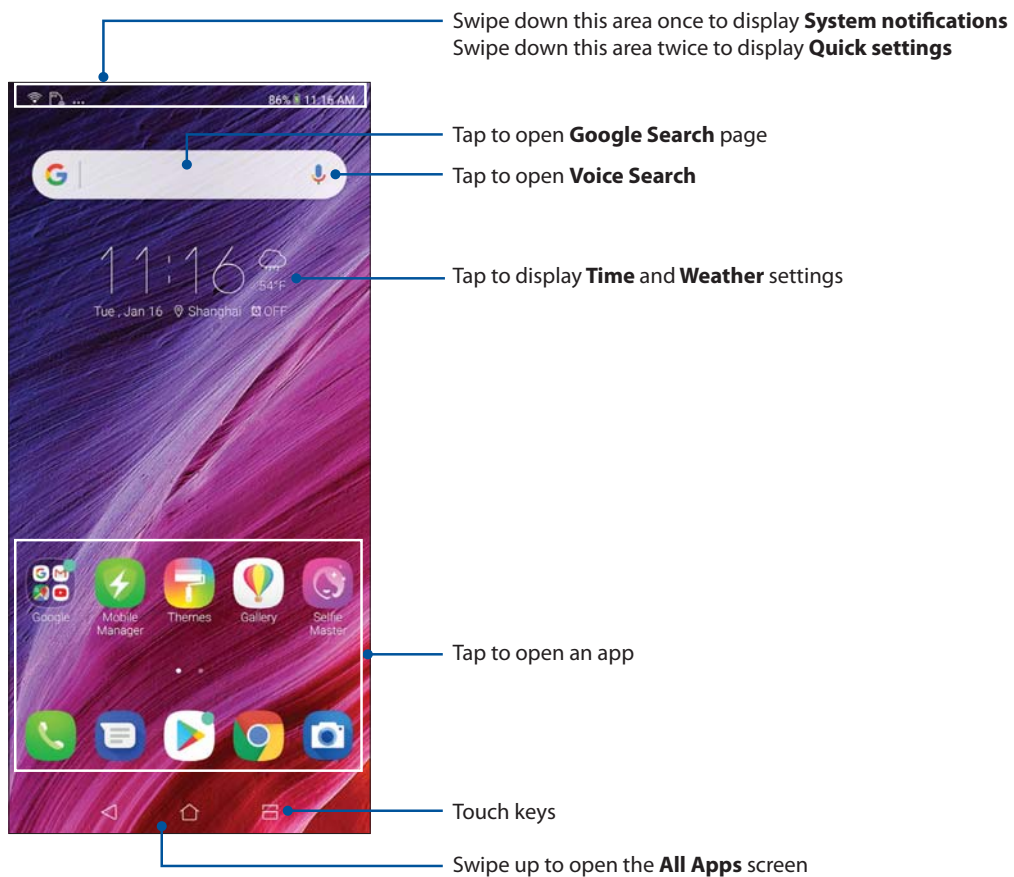 Swipe down this area once to display System notifications
Swipe down this area twice to display Quick settings
... 86% 11:16 AM
Tap to open Google Search page
G
Tap to open Voice Search
11:16
54°F
Tap to display Time and Weather settings
Tue , Jan 16 Shanghai OFF
Google
Mobile Manager
Themes
Gallery
Selfie Master
Tap to open an app
Touch keys
Swipe up to open the All Apps screen